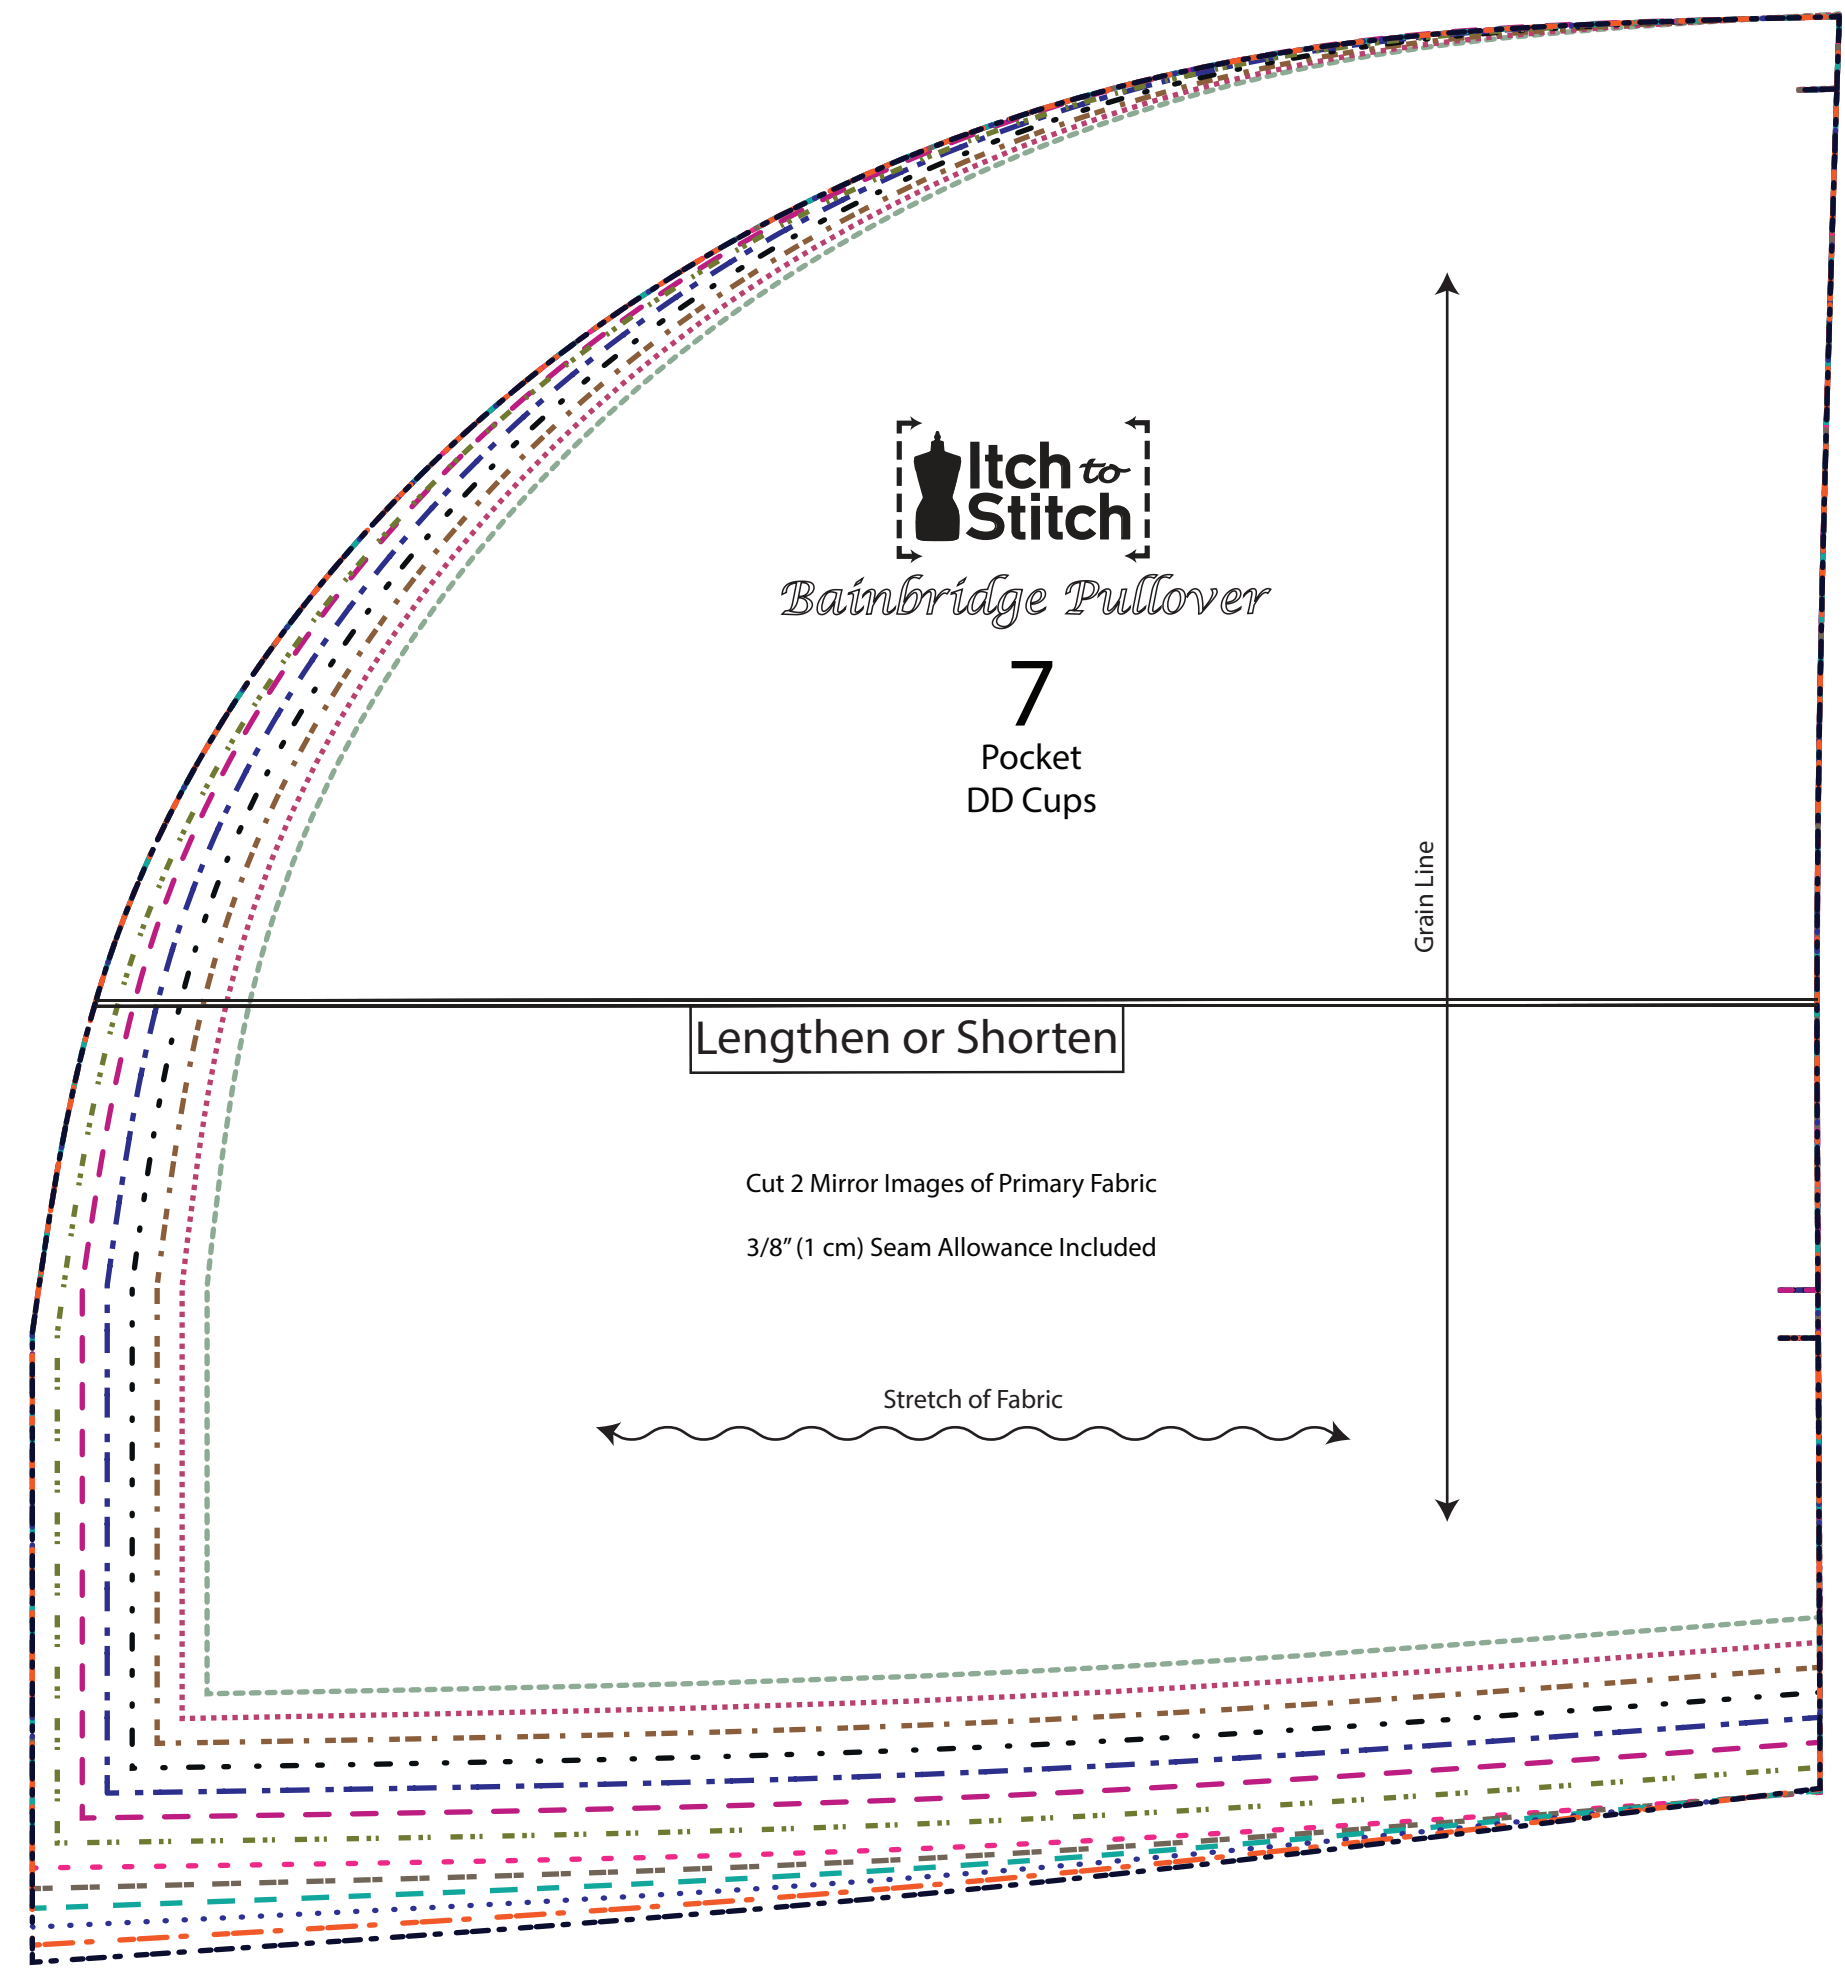 Itch to
Stitch
Bainbridge Pullover
7
Pocket
DD Cups
Grain Line
Lengthen or Shorten
Cut 2 Mirror Images of Primary Fabric
3/8” (1 cm) Seam Allowance Included
Stretch of Fabric